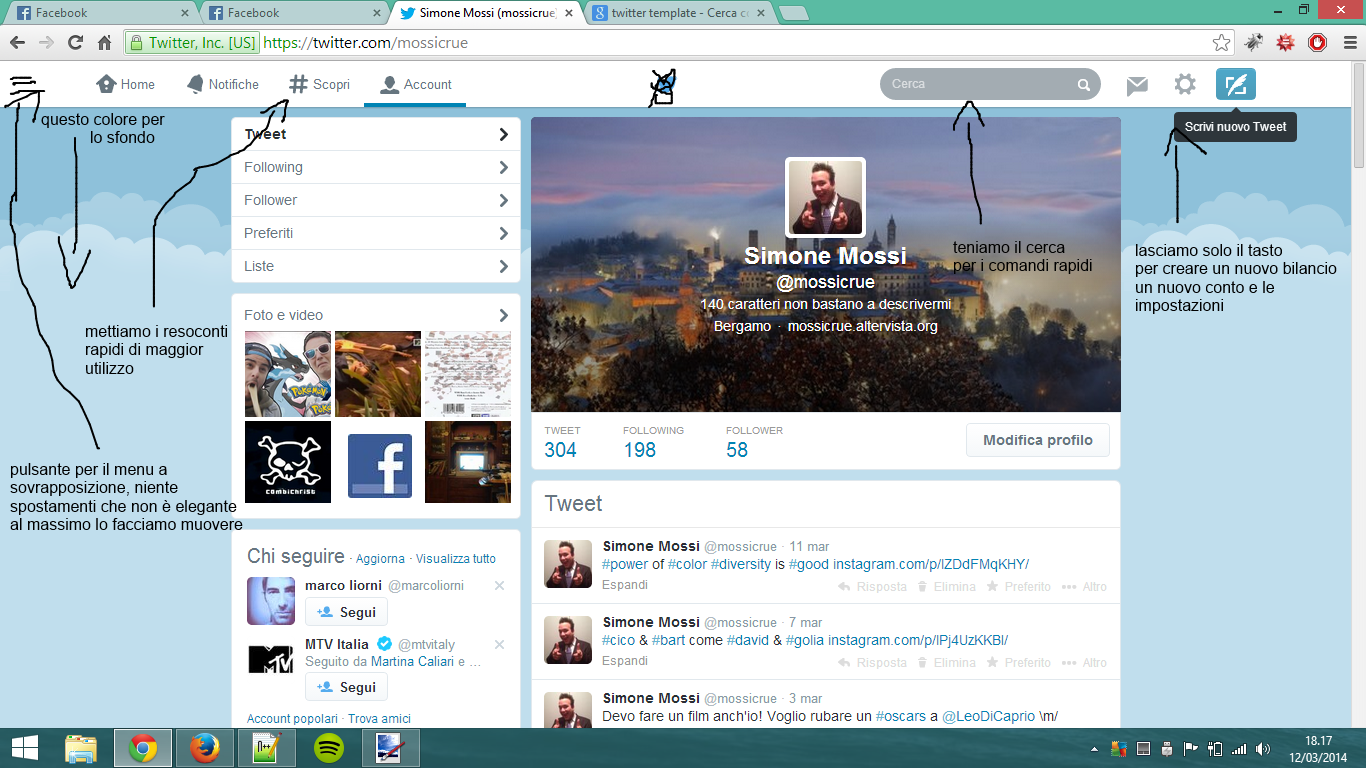 Facebook
Facebook
Simone Mossi (mossicrue
twitter template - Cerca c
Twitter, Inc. [US] https://twitter.com/mossicrue
Home
Notifiche
Scopri
Account
Cerca
Scrivi nuovo Tweet
questo colore per
lo sfondo
mettiamo i resoconti
rapidi di maggior
utilizzo
pulsante per il menu a
sovrapposizione, niente
spostamenti che non è elegante
al massimo lo facciamo muovere
teniamo il cerca
per i comandi rapidi
lasciamo solo il tasto
per creare un nuovo bilancio
un nuovo conto e le
impostazioni
Tweet
Following
Follower
Preferiti
Liste
Foto e video
POKéMON
combichrist
Chi seguire · Aggiorna · Visualizza tutto
marco liorni @marcoliorni
Segui
MTV Italia @mtvitaly
Seguito da Martina Caliari e ...
Segui
Account popolari · Trova amici
Simone Mossi
@mossicrue
140 caratteri non bastano a descrivermi
Bergamo · mossicrue.altervista.org
TWEET FOLLOWING FOLLOWER
304 198 58
Modifica profilo
Tweet
Simone Mossi @mossicrue · 11 mar
#power of #color #diversity is #good instagram.com/p/lZDdFMqKHY/
Espandi Risposta Elimina Preferito Altro
Simone Mossi @mossicrue · 7 mar
#cico & #bart come #david & #golia instagram.com/p/lPj4UzKKBl/
Espandi Risposta Elimina Preferito Altro
Simone Mossi @mossicrue · 3 mar
Devo fare un film anch'io! Voglio rubare un #oscars a @LeoDiCaprio \m/
18.17
12/03/2014